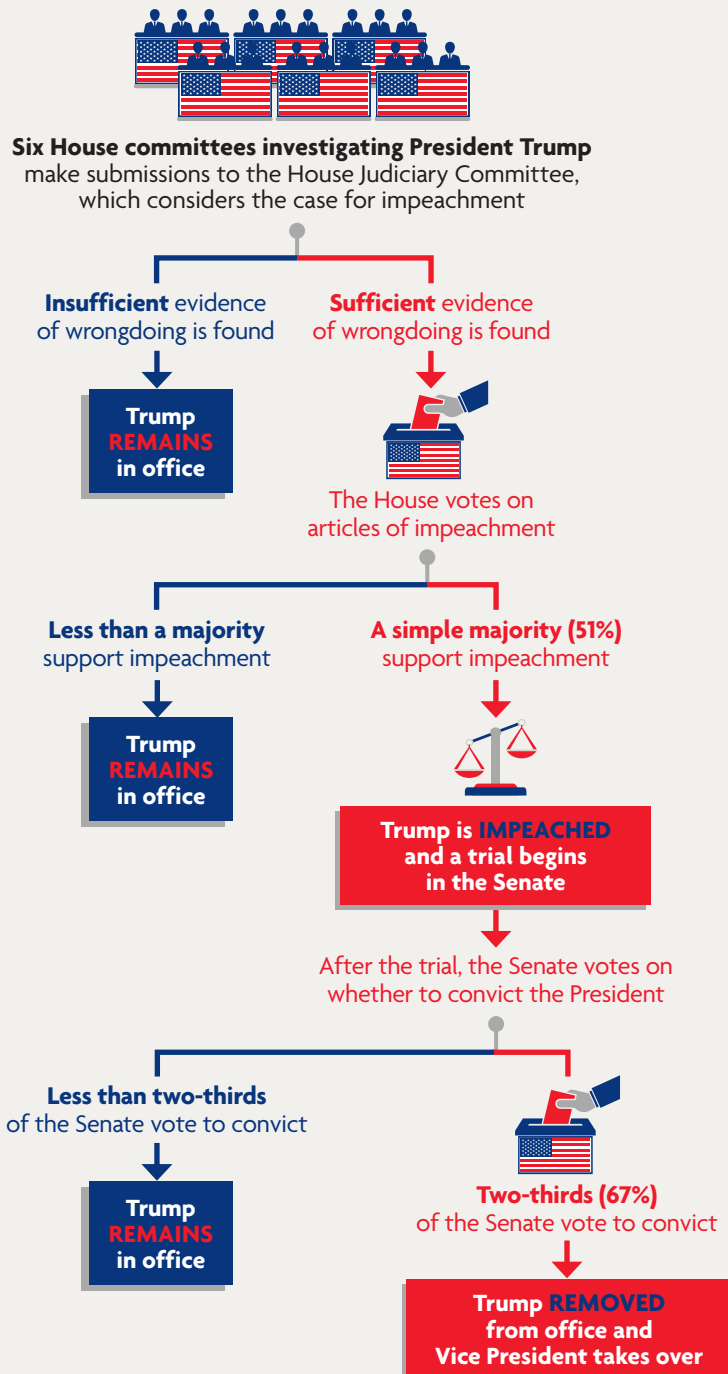 Six House committees investigating President Trump
make submissions to the House Judiciary Committee,
which considers the case for impeachment
Insufficient evidence
of wrongdoing is found
Sufficient evidence
of wrongdoing is found
Trump
REMAINS
in office
The House votes on
articles of impeachment
Less than a majority
support impeachment
A simple majority (51%)
support impeachment
Trump
REMAINS
in office
Trump is IMPEACHED
and a trial begins
in the Senate
After the trial, the Senate votes on
whether to convict the President
Less than two-thirds
of the Senate vote to convict
Two-thirds (67%)
of the Senate vote to convict
Trump
REMAINS
in office
Trump REMOVED
from office and
Vice President takes over